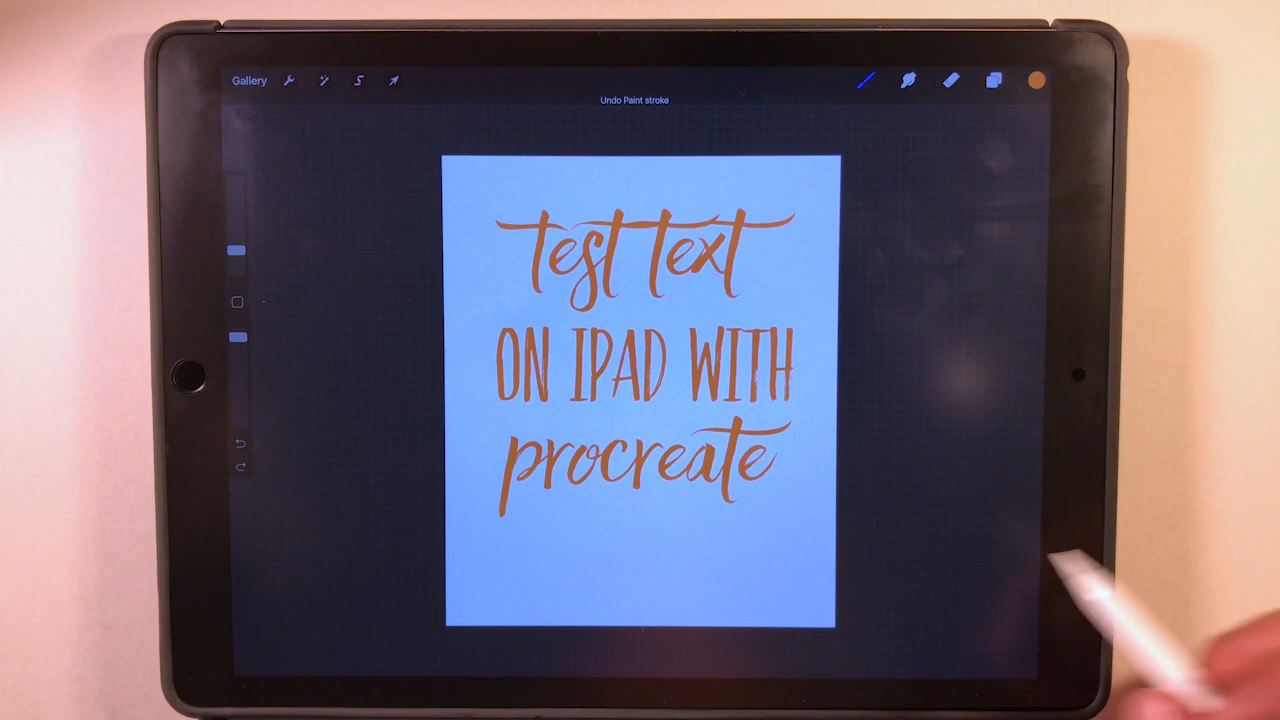 Gallery
Undo Paint stroke
test text
ON IPAD WITH
procreate